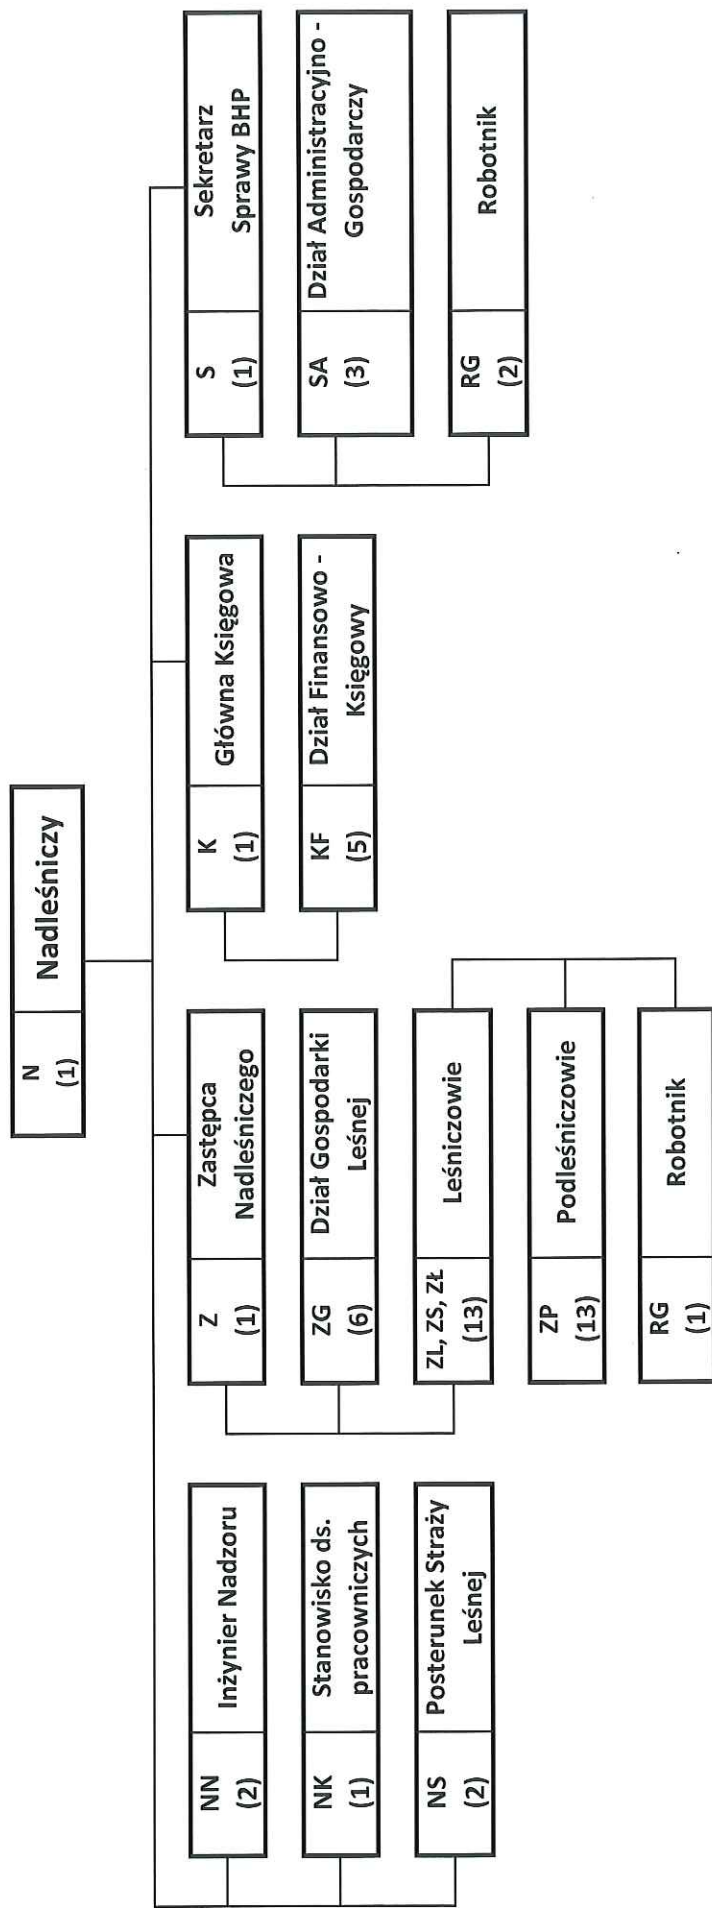 N
(1)
Nadleśniczy
NN
(2)
Inżynier Nadzoru
NK
(1)
Stanowisko ds.
pracowniczych
NS
(2)
Posterunek Straży
Leśnej
Z
(1)
Zastępca
Nadleśniczego
ZG
(6)
Dział Gospodarki
Leśnej
ZL, ZS, ZŁ
(13)
Leśniczowie
ZP
(13)
Podleśniczowie
RG
(1)
Robotnik
K
(1)
Główna Księgowa
KF
(5)
Dział Finansowo -
Księgowy
S
(1)
Sekretarz
Sprawy BHP
SA
(3)
Dział Administracyjno -
Gospodarczy
RG
(2)
Robotnik